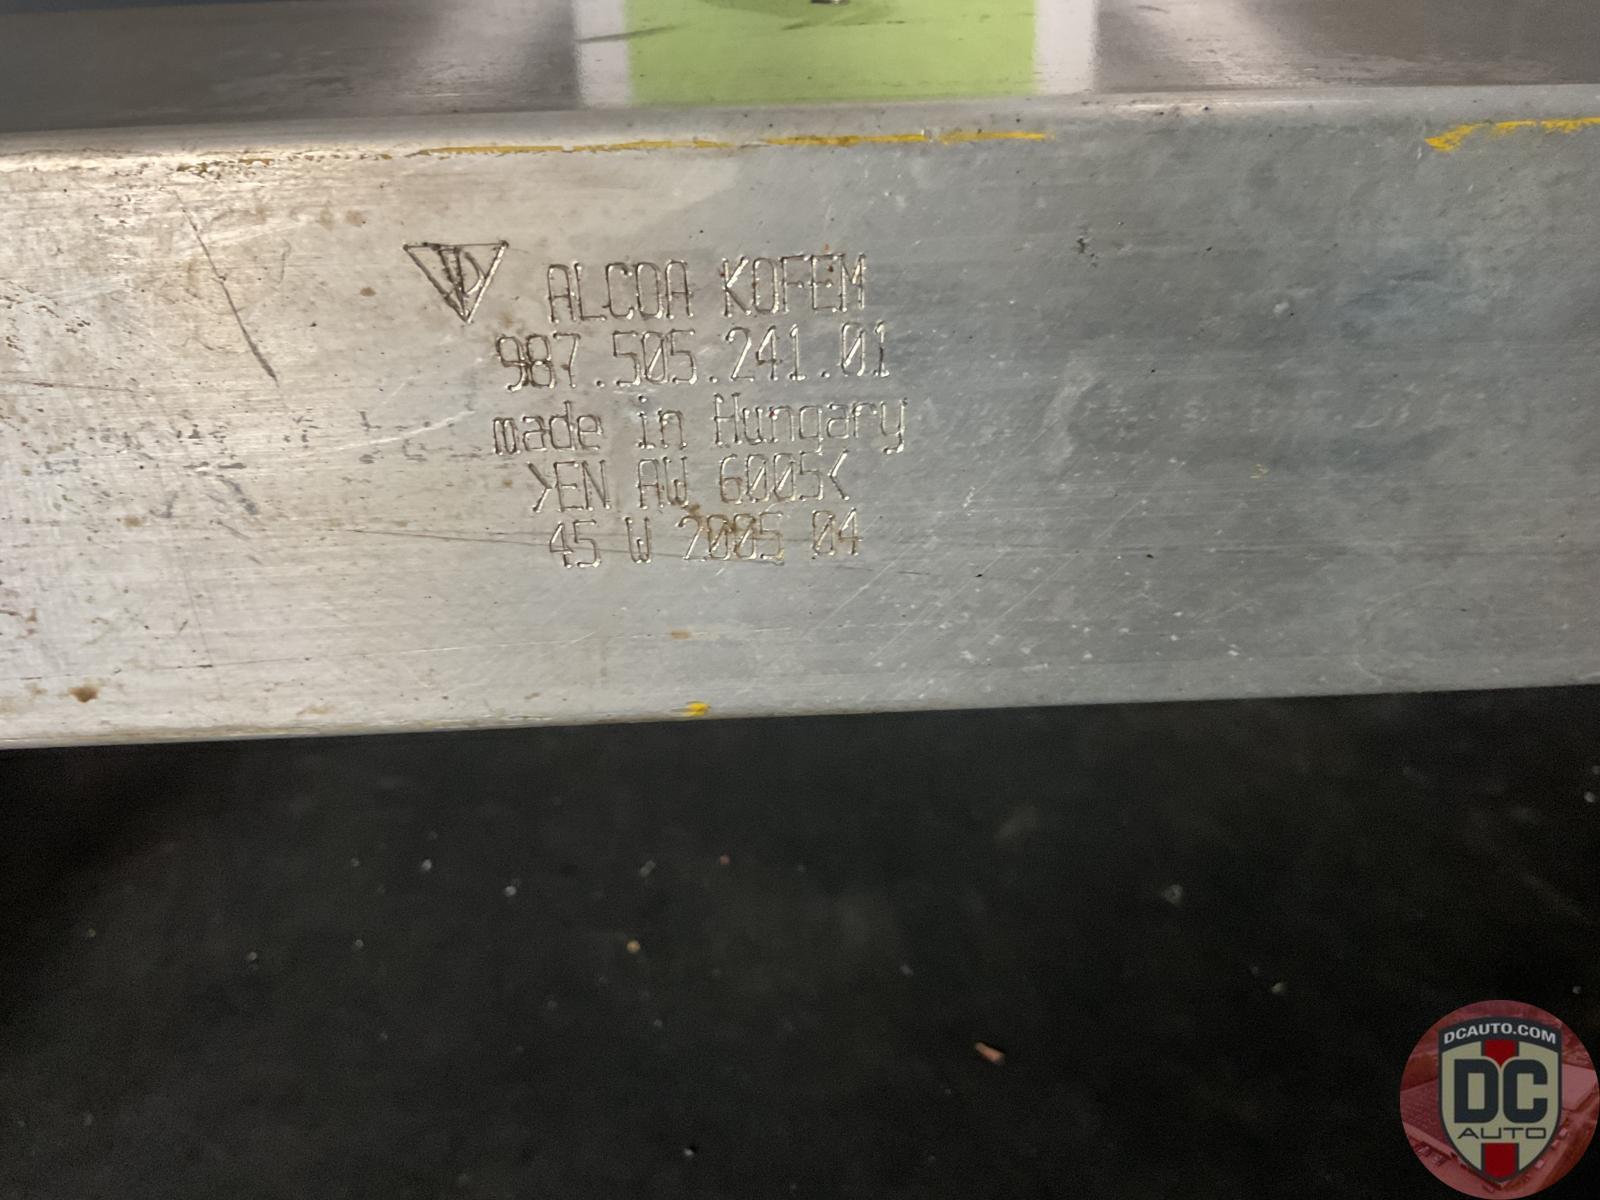 ALCOA KOFEM
987.505.241.01
made in Hungary
>EN AW 6005<
45 W 2005 04
DCAUTO.COM
DC
AUTO